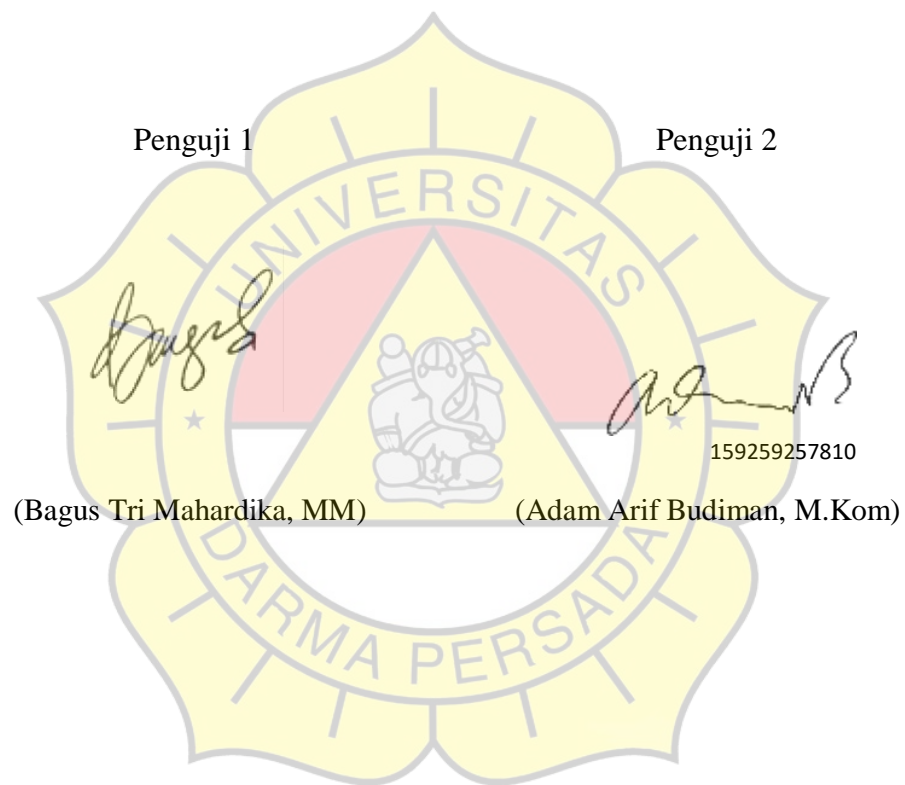 Penguji 1 Penguji 2
UNIVERSITAS
159259257810
(Bagus Tri Mahardika, MM) (Adam Arif Budiman, M.Kom)
DARMA PERSADA